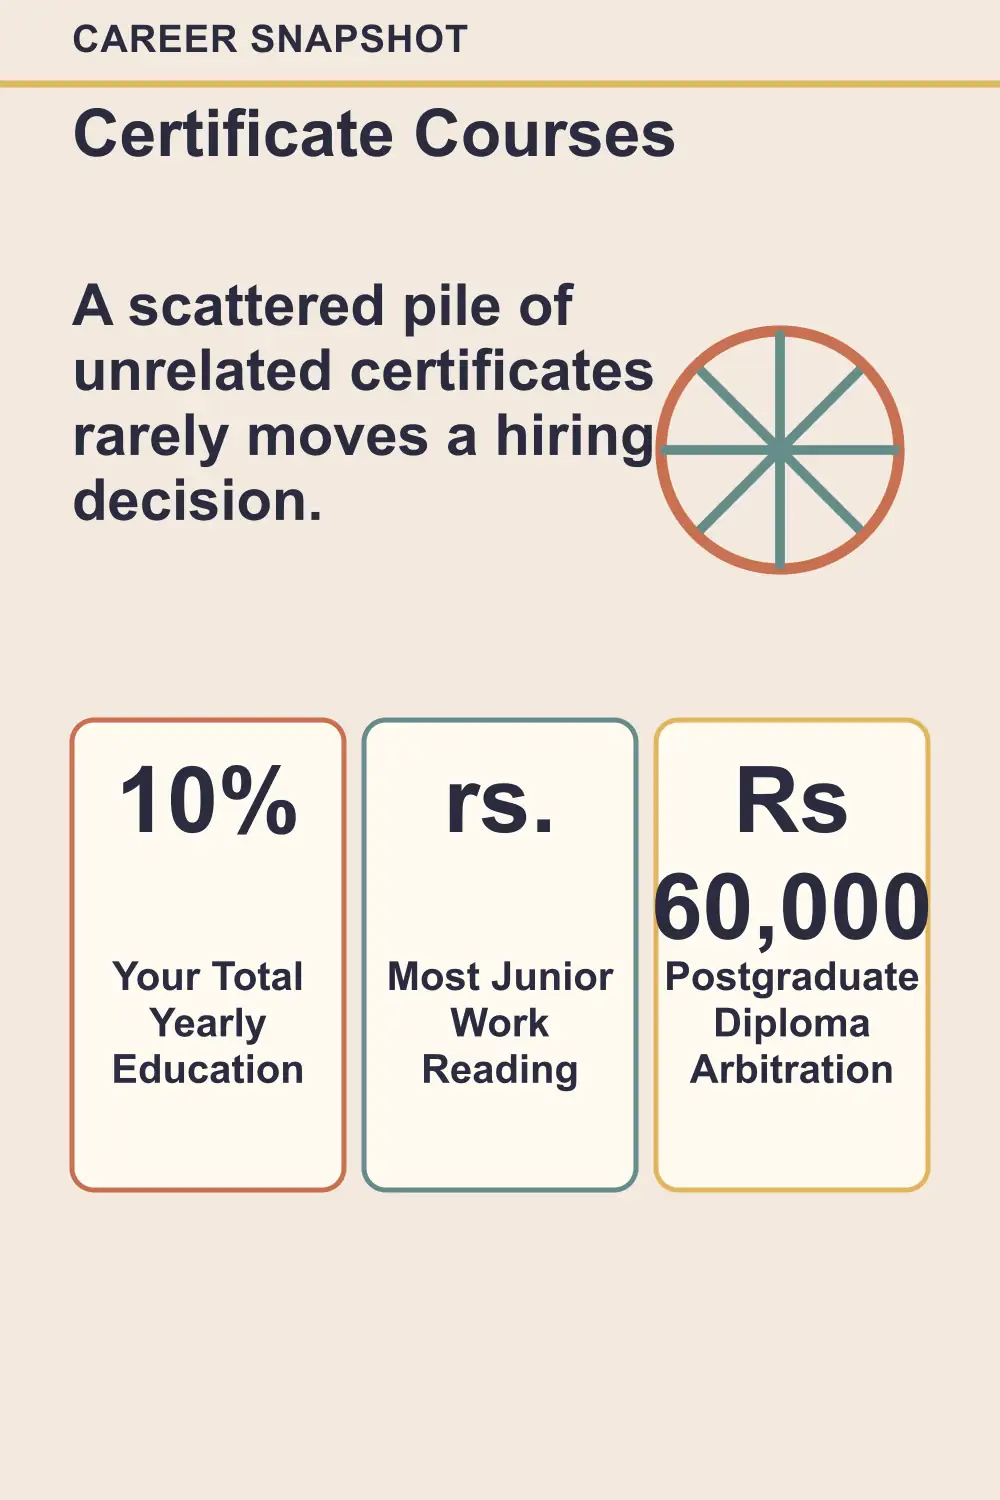 CAREER SNAPSHOT
Certificate Courses
A scattered pile of
unrelated certificates
rarely moves a hiring
decision.
10%
Your Total
Yearly
Education
rs.
Most Junior
Work
Reading
Rs
60,000
Postgraduate
Diploma
Arbitration